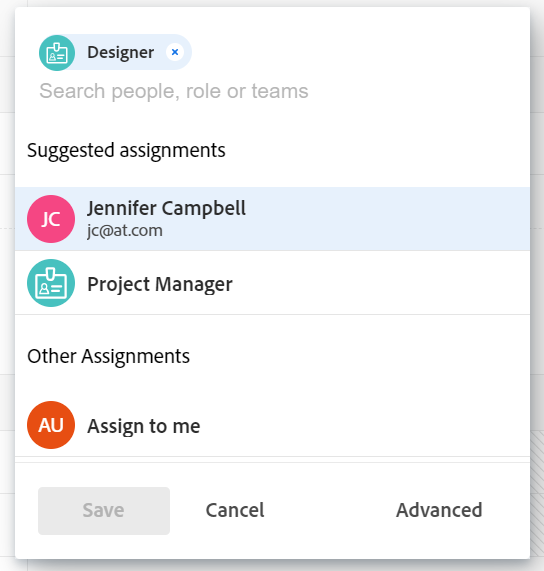 Designer ×
Search people, role or teams
Suggested assignments
JC Jennifer Campbell
jc@at.com
Project Manager
Other Assignments
AU Assign to me
Save Cancel Advanced